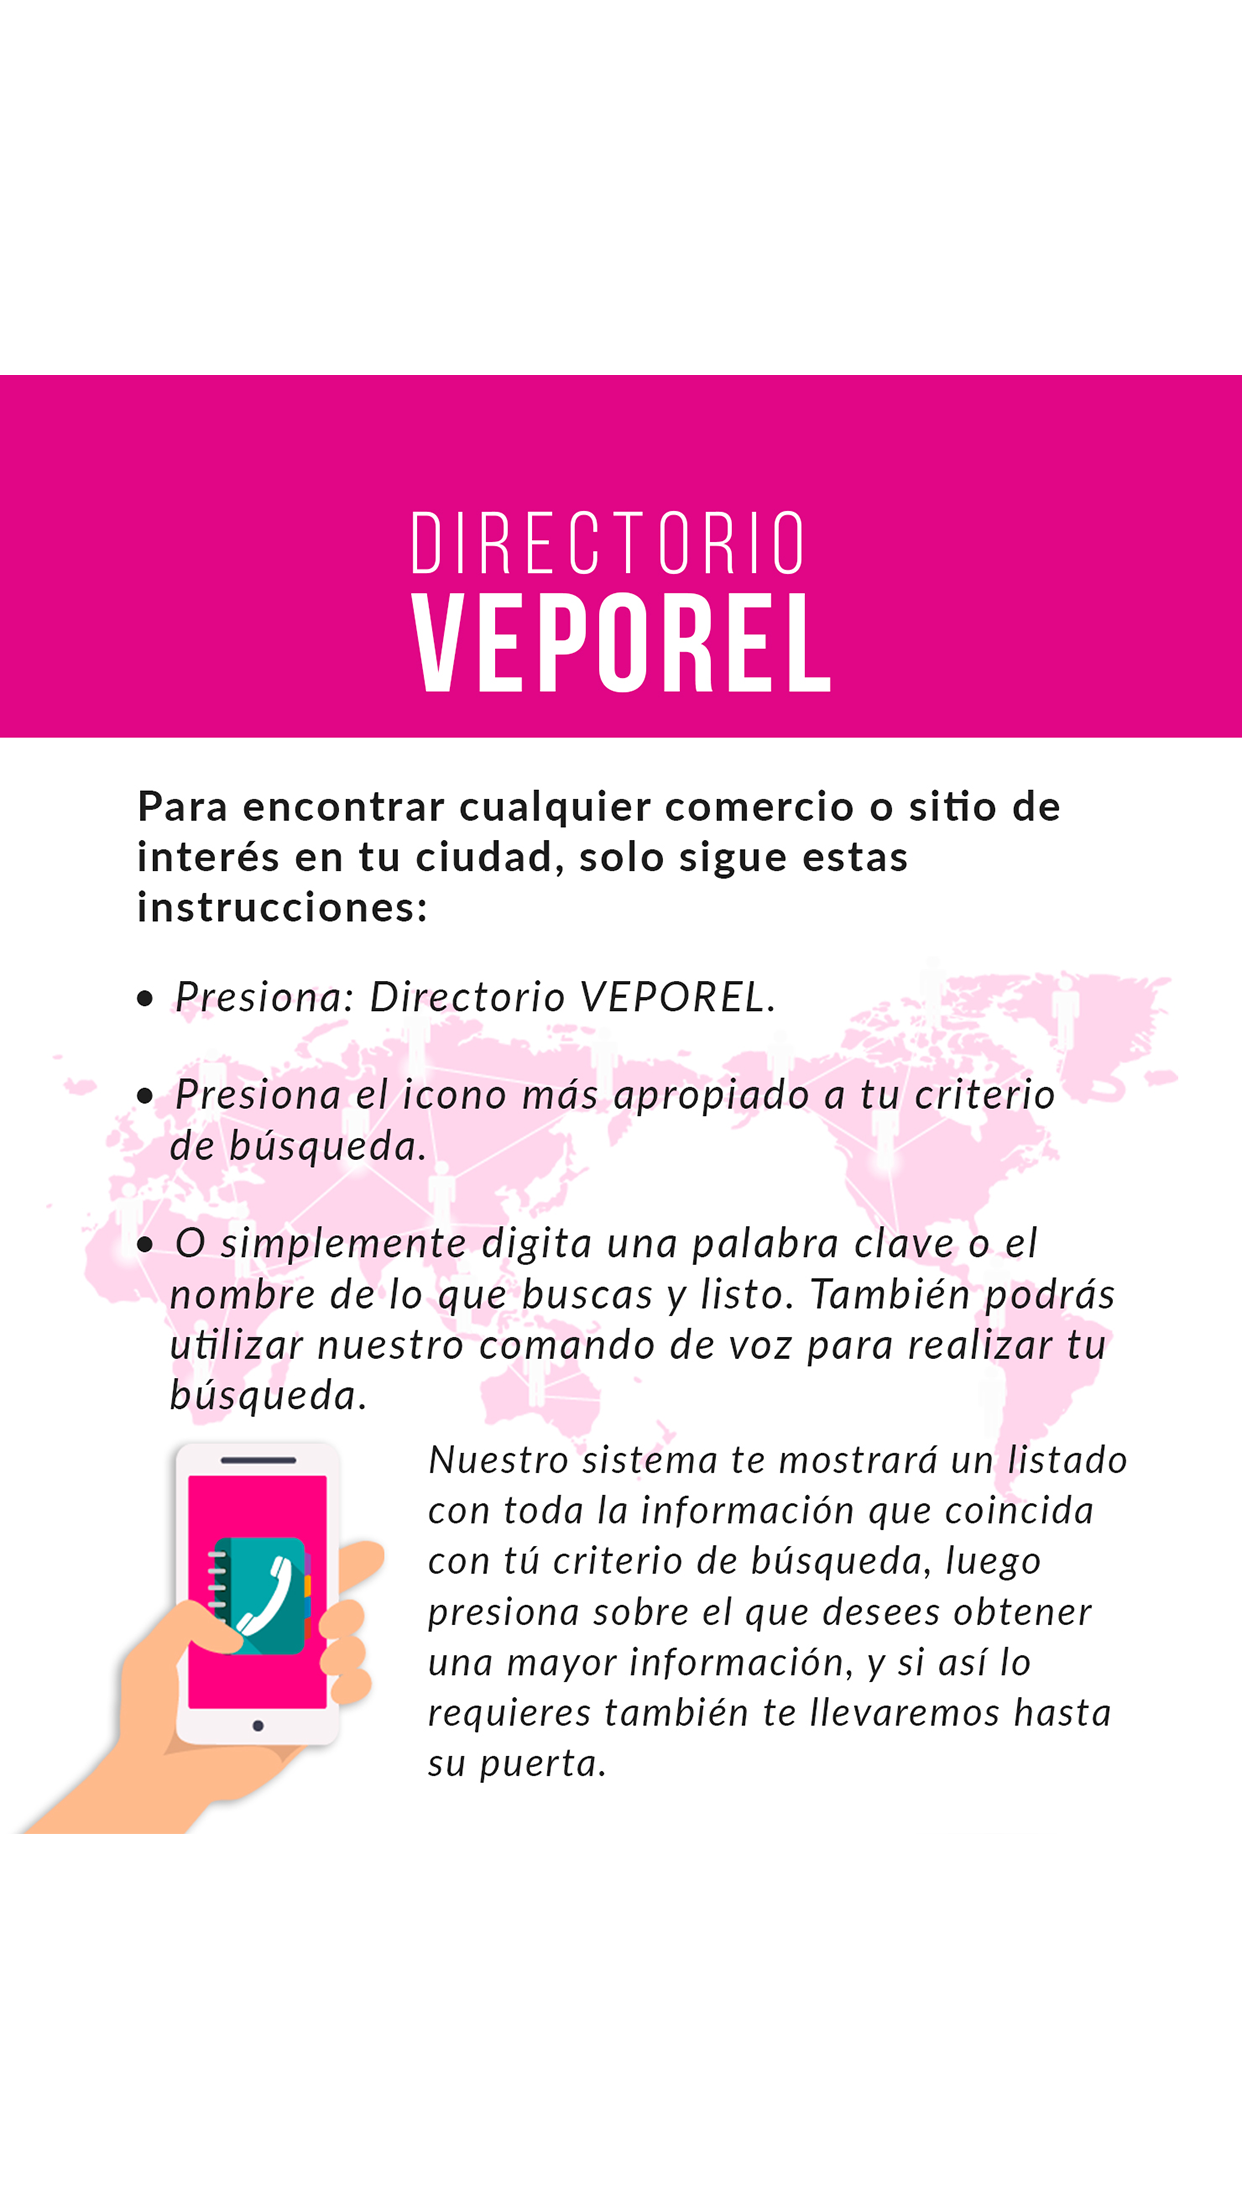 DIRECTORIO
VEPOREL
Para encontrar cualquier comercio o sitio de
interés en tu ciudad, solo sigue estas
instrucciones:
• Presiona: Directorio VEPOREL.
• Presiona el icono más apropiado a tu criterio
de búsqueda.
• O simplemente digita una palabra clave o el
nombre de lo que buscas y listo. También podrás
utilizar nuestro comando de voz para realizar tu
búsqueda.
Nuestro sistema te mostrará un listado
con toda la información que coincida
con tú criterio de búsqueda, luego
presiona sobre el que desees obtener
una mayor información, y si así lo
requieres también te llevaremos hasta
su puerta.